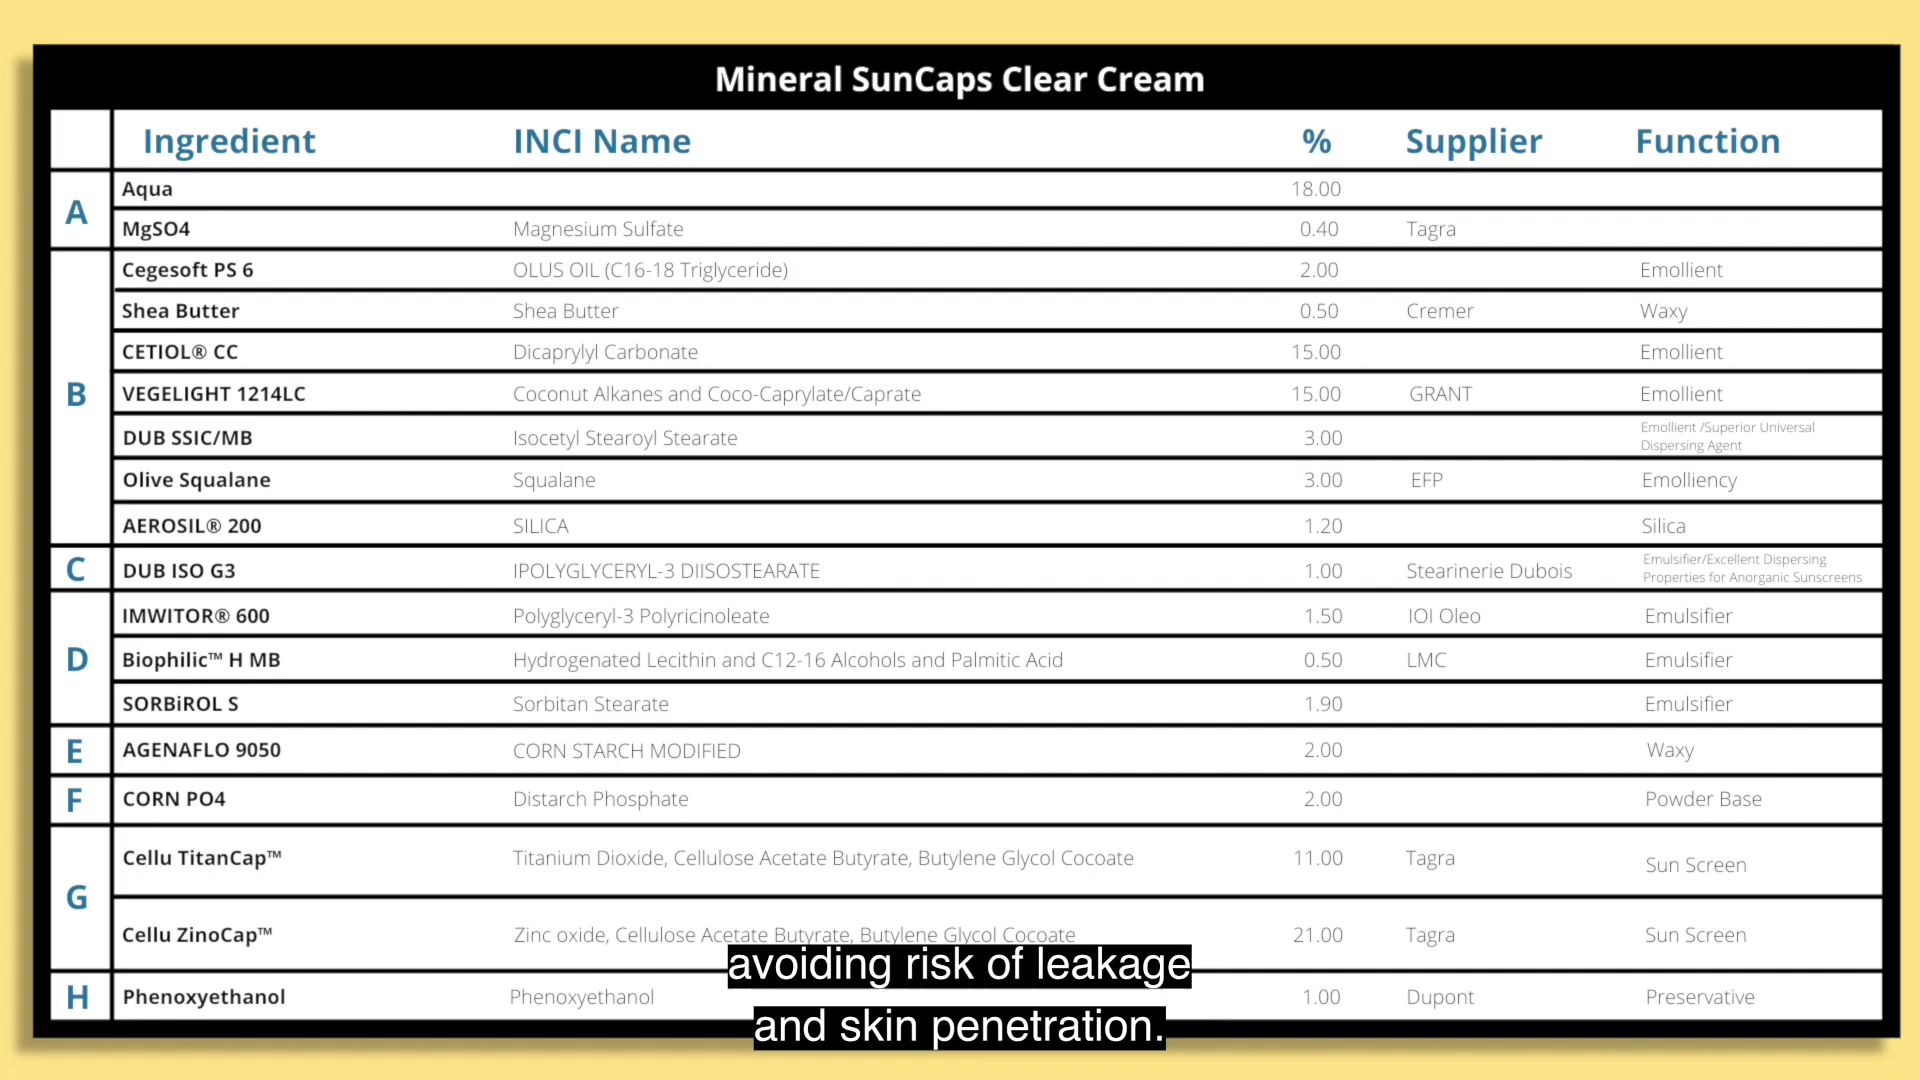 Mineral SunCaps Clear Cream
Ingredient INCI Name % Supplier Function
A
Aqua 18.00
MgSO4 Magnesium Sulfate 0.40 Tagra
B
Cegesoft PS 6 OLUS OIL (C16-18 Triglyceride) 2.00 Emollient
Shea Butter Shea Butter 0.50 Cremer Waxy
CETIOL® CC Dicaprylyl Carbonate 15.00 Emollient
VEGELIGHT 1214LC Coconut Alkanes and Coco-Caprylate/Caprate 15.00 GRANT Emollient
DUB SSIC/MB Isocetyl Stearoyl Stearate 3.00 Emollient /Superior Universal
Dispersing Agent
Olive Squalane Squalane 3.00 EFP Emolliency
AEROSIL® 200 SILICA 1.20 Silica
C
DUB ISO G3 IPOLYGLYCERYL-3 DIISOSTEARATE 1.00 Stearinerie Dubois Emulsifier/Excellent Dispersing
Properties for Anorganic Sunscreens
D
IMWITOR® 600 Polyglyceryl-3 Polyricinoleate 1.50 IOI Oleo Emulsifier
Biophilic™ H MB Hydrogenated Lecithin and C12-16 Alcohols and Palmitic Acid 0.50 LMC Emulsifier
SORBiROL S Sorbitan Stearate 1.90 Emulsifier
E
AGENAFLO 9050 CORN STARCH MODIFIED 2.00 Waxy
F
CORN PO4 Distarch Phosphate 2.00 Powder Base
G
Cellu TitanCap™ Titanium Dioxide, Cellulose Acetate Butyrate, Butylene Glycol Cocoate 11.00 Tagra Sun Screen
Cellu ZinoCap™ Zinc oxide, Cellulose Acetate Butyrate, Butylene Glycol Cocoate 21.00 Tagra Sun Screen
H
Phenoxyethanol Phenoxyethanol 1.00 Dupont Preservative
avoiding risk of leakage
and skin penetration.